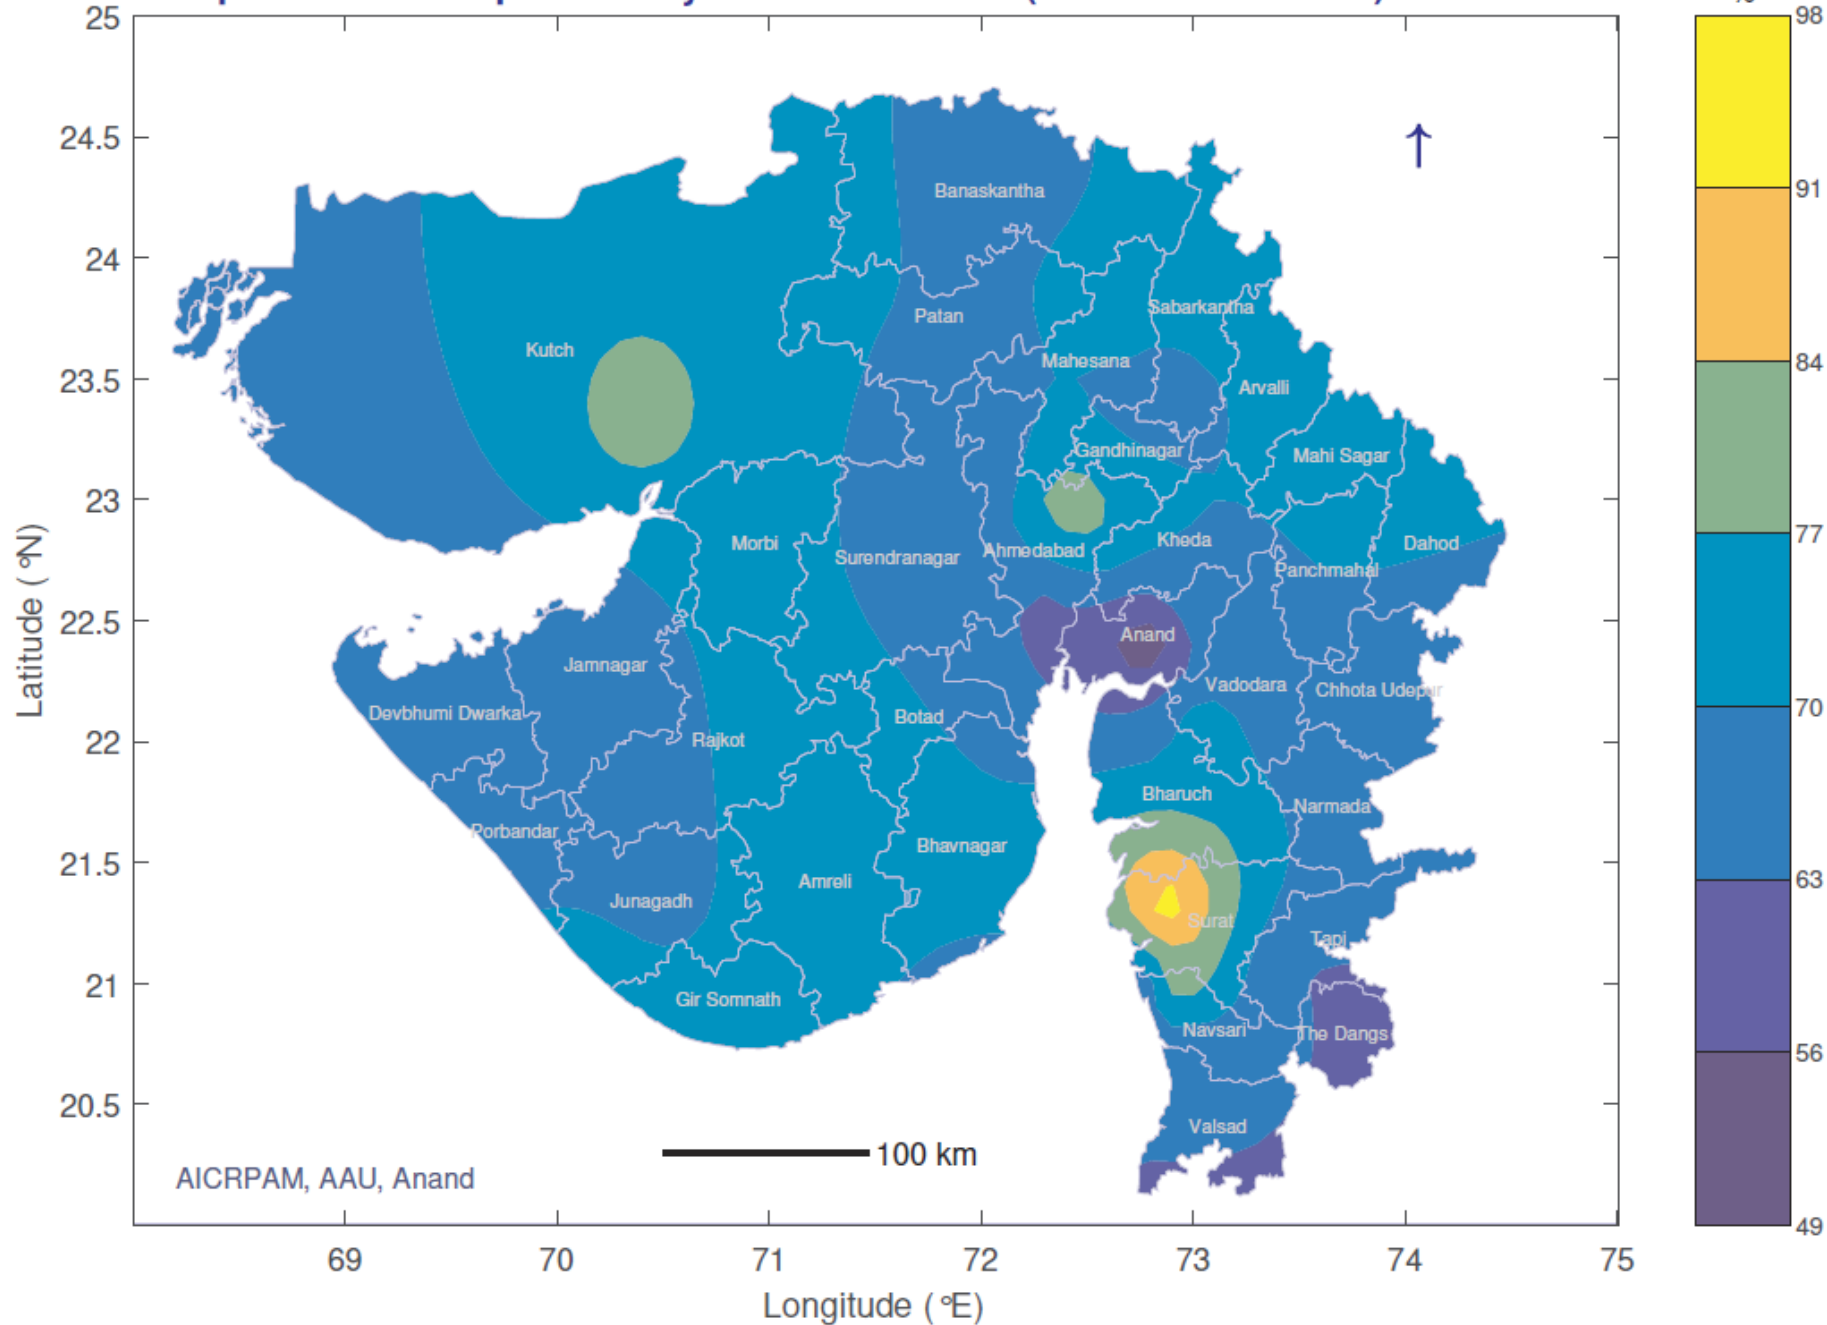 %
98
91
84
77
70
63
56
49
25
24.5
24
23.5
23
22.5
22
21.5
21
20.5
Latitude ( °N)
↑
Banaskantha
Patan
Sabarkantha
Kutch
Mahesana
Arvalli
Gandhinagar
Mahi Sagar
Morbi
Surendranagar
Ahmedabad
Kheda
Panchmahal
Dahod
Anand
Jamnagar
Vadodara
Chhota Udepur
Devbhumi Dwarka
Rajkot
Botad
Bharuch
Narmada
Porbandar
Bhavnagar
Amreli
Junagadh
Surat
Tapi
Gir Somnath
Navsari
The Dangs
Valsad
100 km
AICRPAM, AAU, Anand
69 70 71 72 73 74 75
Longitude ( °E)